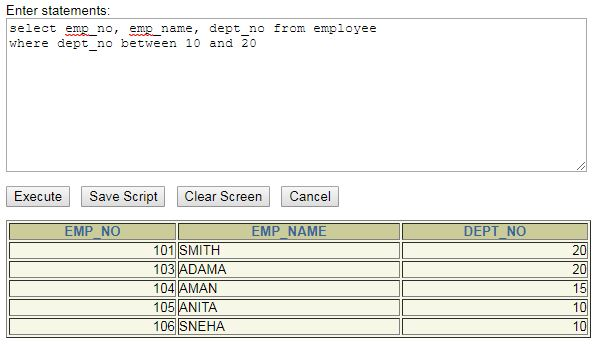 Enter statements:
select emp_no, emp_name, dept_no from employee
where dept_no between 10 and 20
Execute Save Script Clear Screen Cancel
EMP_NO EMP_NAME DEPT_NO
101 SMITH 20
103 ADAMA 20
104 AMAN 15
105 ANITA 10
106 SNEHA 10